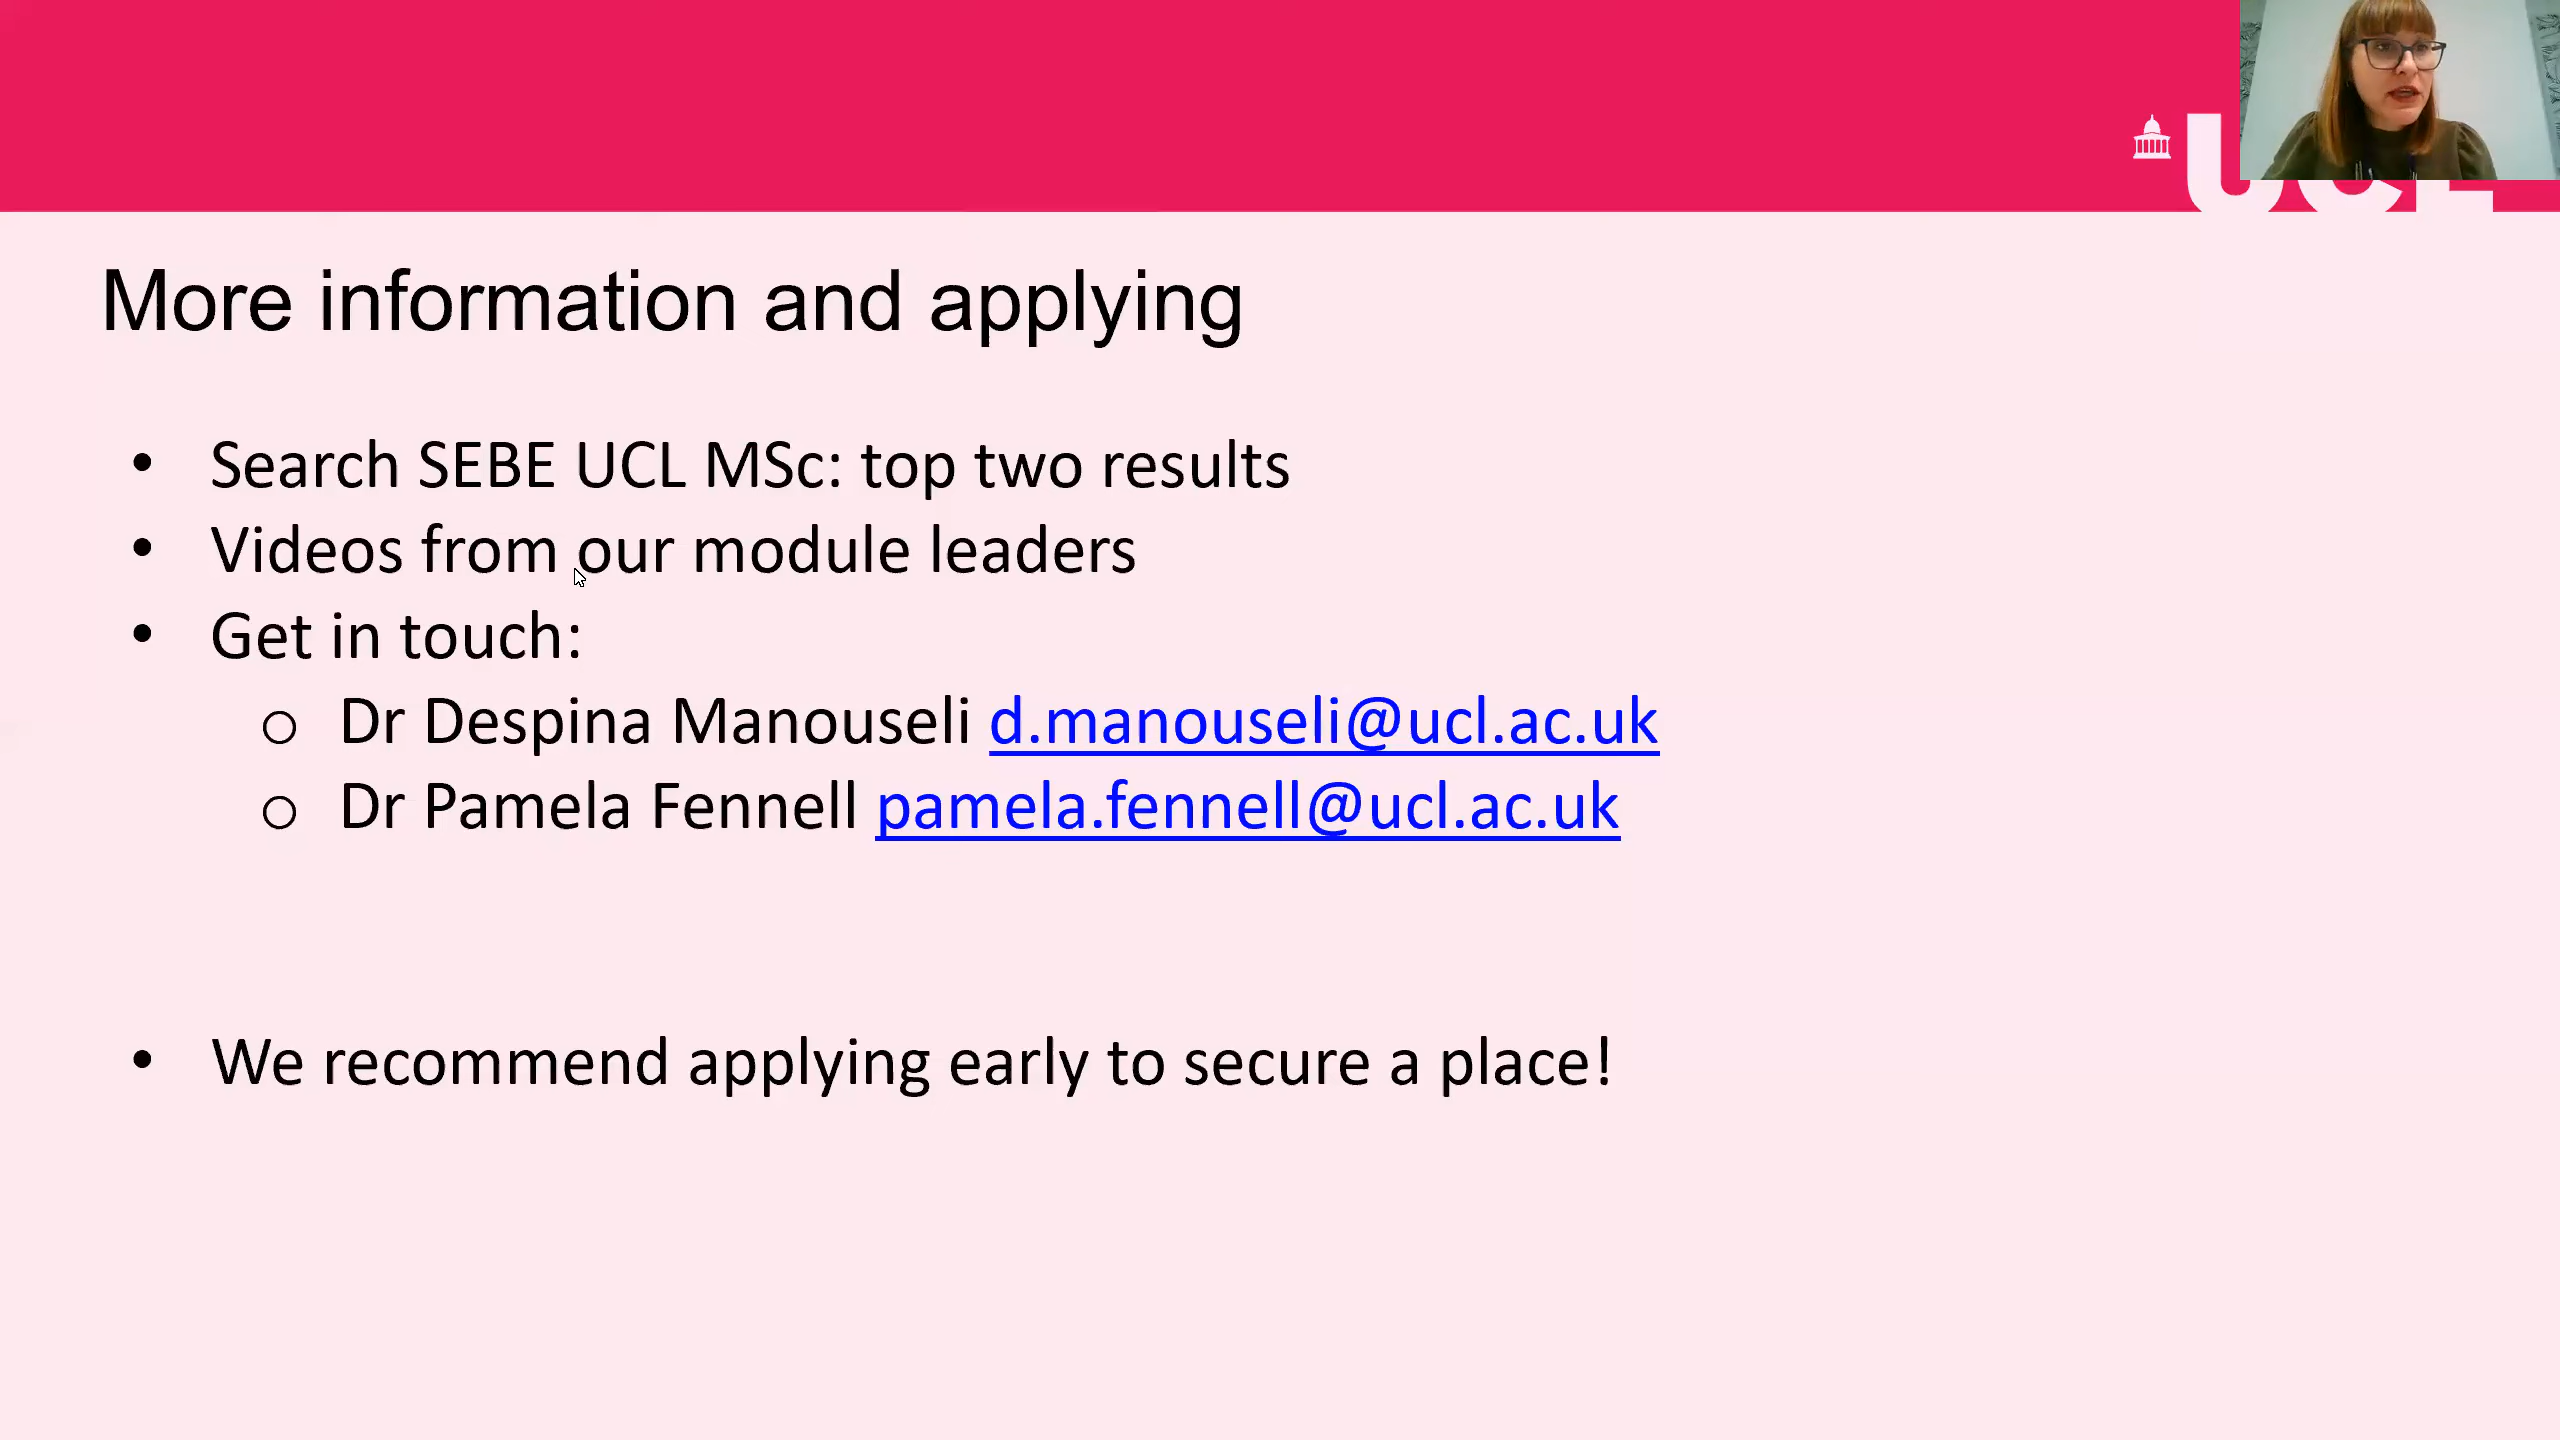 UCL
More information and applying
• Search SEBE UCL MSc: top two results
• Videos from our module leaders
• Get in touch:
o Dr Despina Manouseli d.manouseli@ucl.ac.uk
o Dr Pamela Fennell pamela.fennell@ucl.ac.uk
• We recommend applying early to secure a place!